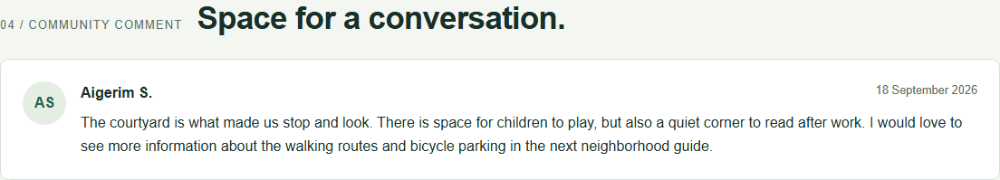 04 / COMMUNITY COMMENT Space for a conversation.
AS
Aigerim S. 18 September 2026
The courtyard is what made us stop and look. There is space for children to play, but also a quiet corner to read after work. I would love to
see more information about the walking routes and bicycle parking in the next neighborhood guide.